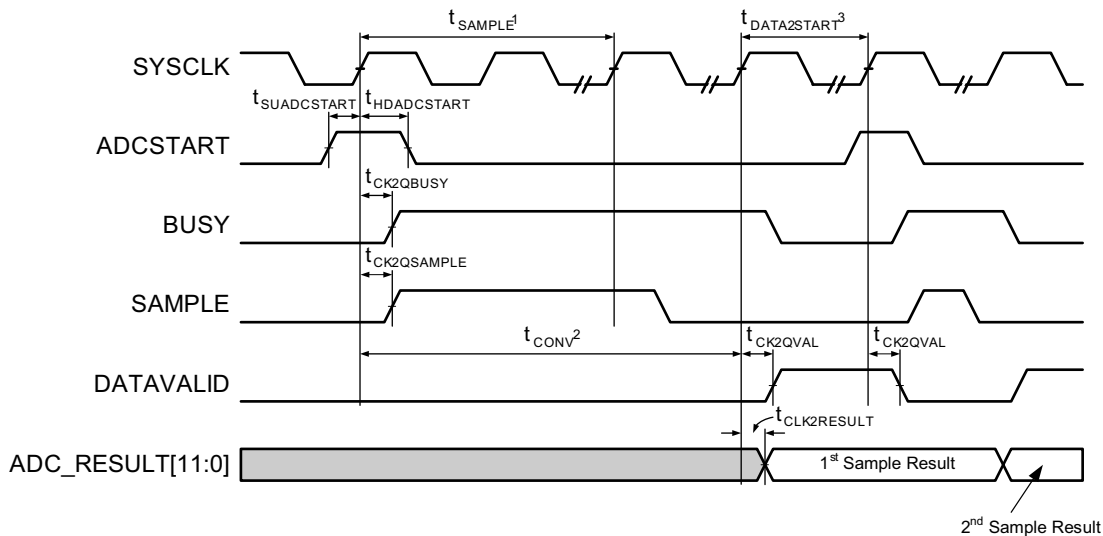 tSAMPLE1
tDATA2START3
SYSCLK
tSUADCSTART
tHDADCSTART
ADCSTART
tCK2QBUSY
BUSY
tCK2QSAMPLE
SAMPLE
tCONV2
tCK2QVAL
tCK2QVAL
DATAVALID
tCLK2RESULT
ADC_RESULT[11:0]
1st Sample Result
2nd Sample Result